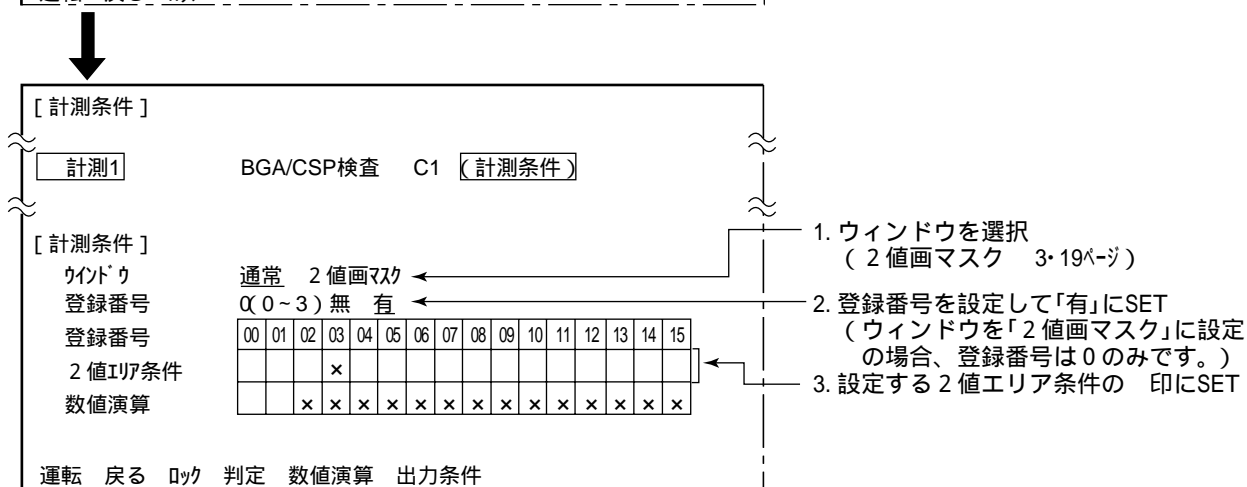 [ 計測条件 ]
計測1 BGA/CSP検査 C1 ( 計測条件 )
[ 計測条件 ]
ｳｲﾝﾄﾞｳ 通常 2値画ﾏｽｸ
登録番号 0( 0 ~ 3 ) 無 有
登録番号 00 01 02 03 04 05 06 07 08 09 10 11 12 13 14 15
2値ｴﾘｱ条件 ×
数値演算 × × × × × × × × × × × × × ×
運転 戻る ﾛｯｸ 判定 数値演算 出力条件
1. ウィンドウを選択
( 2値画マスク 3・19ﾍﾟｰｼﾞ )
2. 登録番号を設定して「有」にSET
( ウィンドウを「2値画マスク」に設定
の場合、登録番号は0のみです。)
3. 設定する2値エリア条件の 印にSET